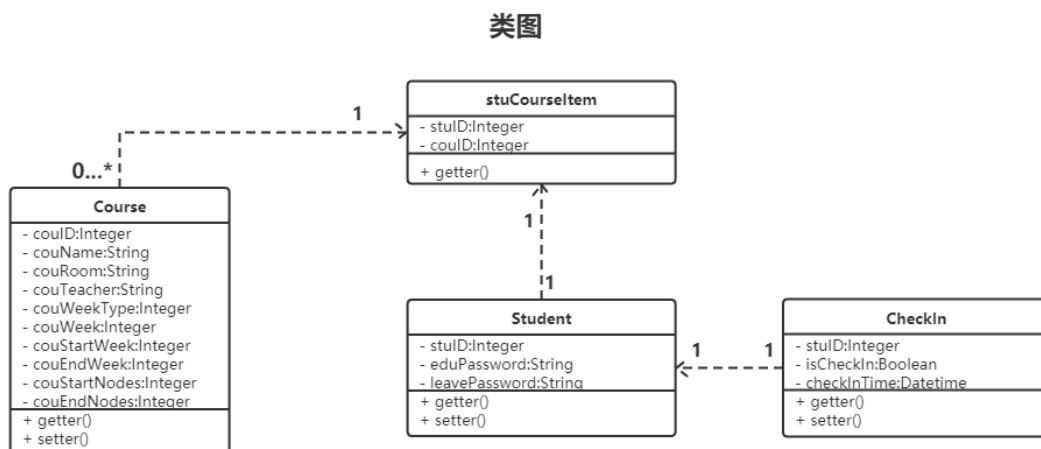 类图
stuCourseItem
- stuID:Integer
- couID:Integer
+ getter()
1
0...*
Course
- couID:Integer
- couName:String
- couRoom:String
- couTeacher:String
- couWeekType:Integer
- couWeek:Integer
- couStartWeek:Integer
- couEndWeek:Integer
- couStartNodes:Integer
- couEndNodes:Integer
+ getter()
+ setter()
1
1
Student
- stuID:Integer
- eduPassword:String
- leavePassword:String
+ getter()
+ setter()
1
1
CheckIn
- stuID:Integer
- isCheckIn:Boolean
- checkInTime:Datetime
+ getter()
+ setter()